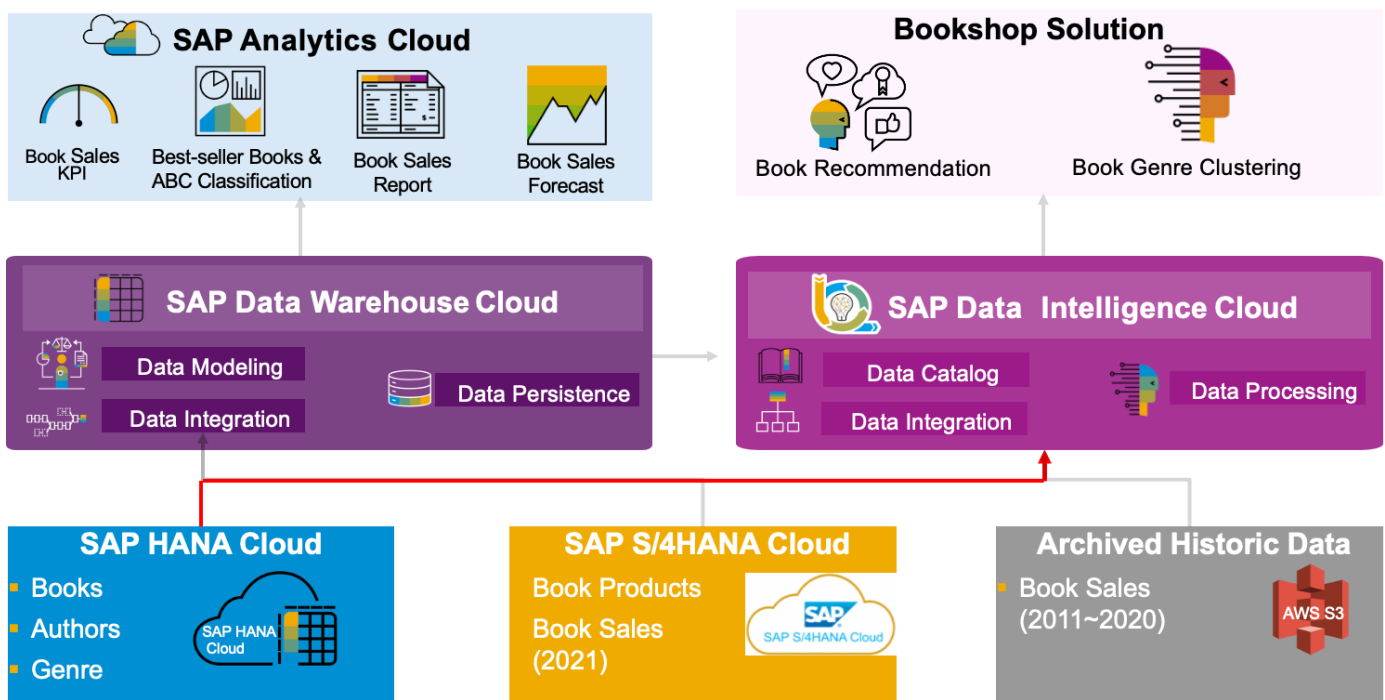 SAP Analytics Cloud
Book Sales
KPI
Best-seller Books &
ABC Classification
Book Sales
Report
Book Sales
Forecast
Bookshop Solution
Book Recommendation
Book Genre Clustering
SAP Data Warehouse Cloud
Data Modeling
Data Integration
Data Persistence
SAP Data Intelligence Cloud
Data Catalog
Data Integration
Data Processing
SAP HANA Cloud
Books
Authors
Genre
SAP HANA
Cloud
SAP S/4HANA Cloud
Book Products
Book Sales
(2021)
SAP
SAP S/4HANA Cloud
Archived Historic Data
Book Sales
(2011~2020)
AWS S3